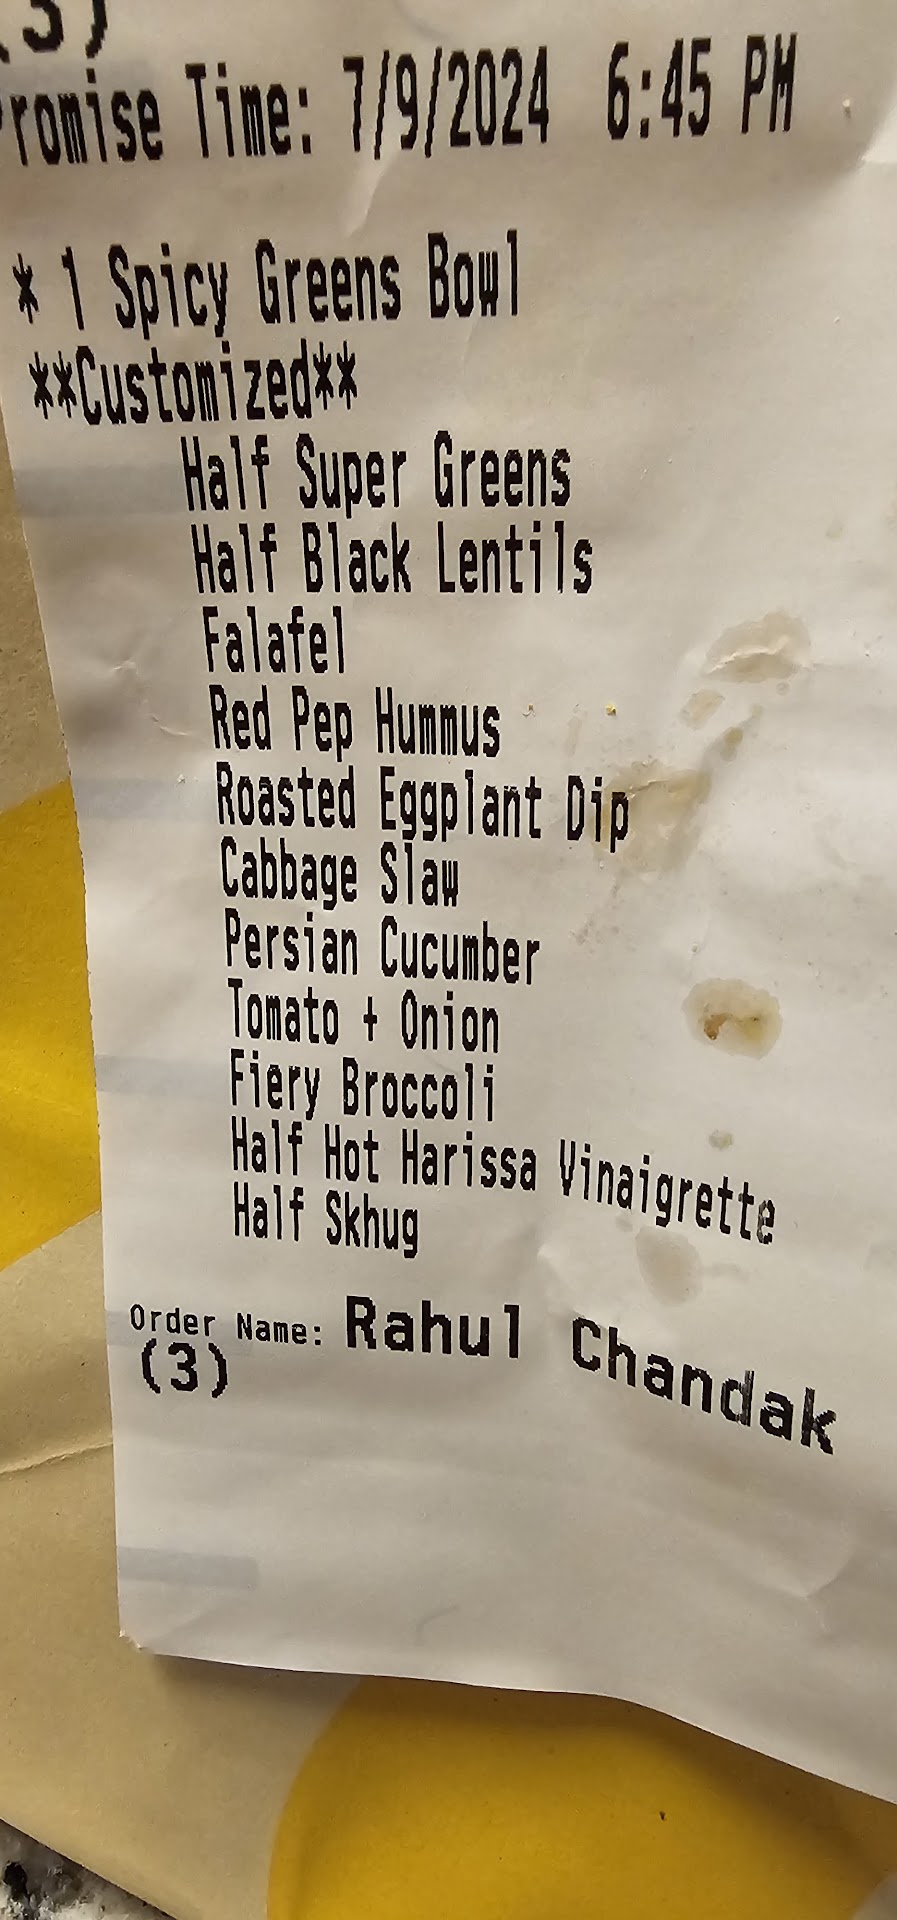 (3)
Promise Time: 7/9/2024 6:45 PM
* 1 Spicy Greens Bowl
**Customized**
Half Super Greens
Half Black Lentils
Falafel
Red Pep Hummus
Roasted Eggplant Dip
Cabbage Slaw
Persian Cucumber
Tomato + Onion
Fiery Broccoli
Half Hot Harissa Vinaigrette
Half Skhug
Order Name: Rahul Chandak
(3)